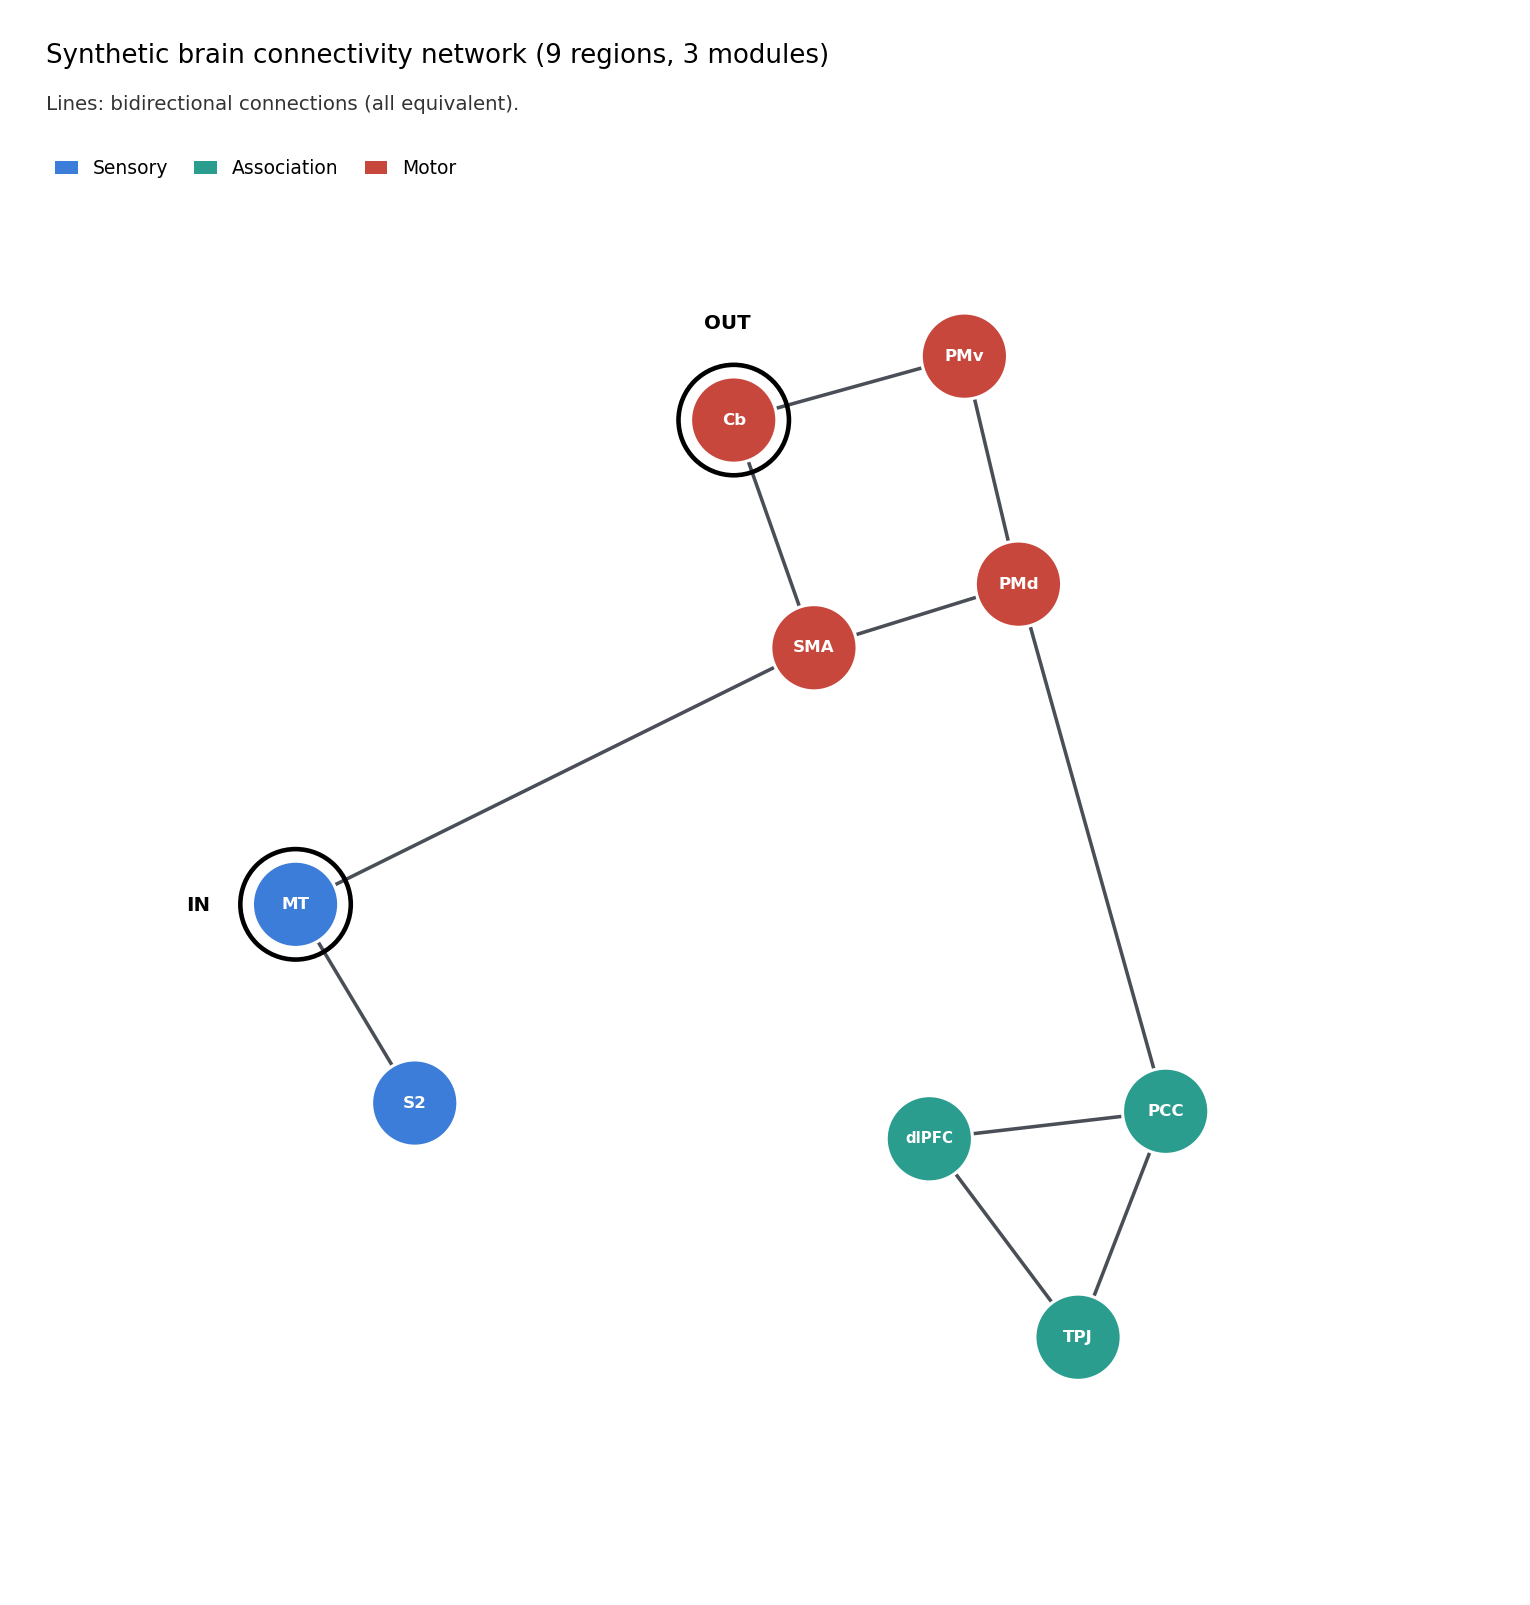 Synthetic brain connectivity network (9 regions, 3 modules)
Lines: bidirectional connections (all equivalent).
Sensory Association Motor
OUT
PMv
Cb
PMd
SMA
IN
MT
S2
PCC
dlPFC
TPJ